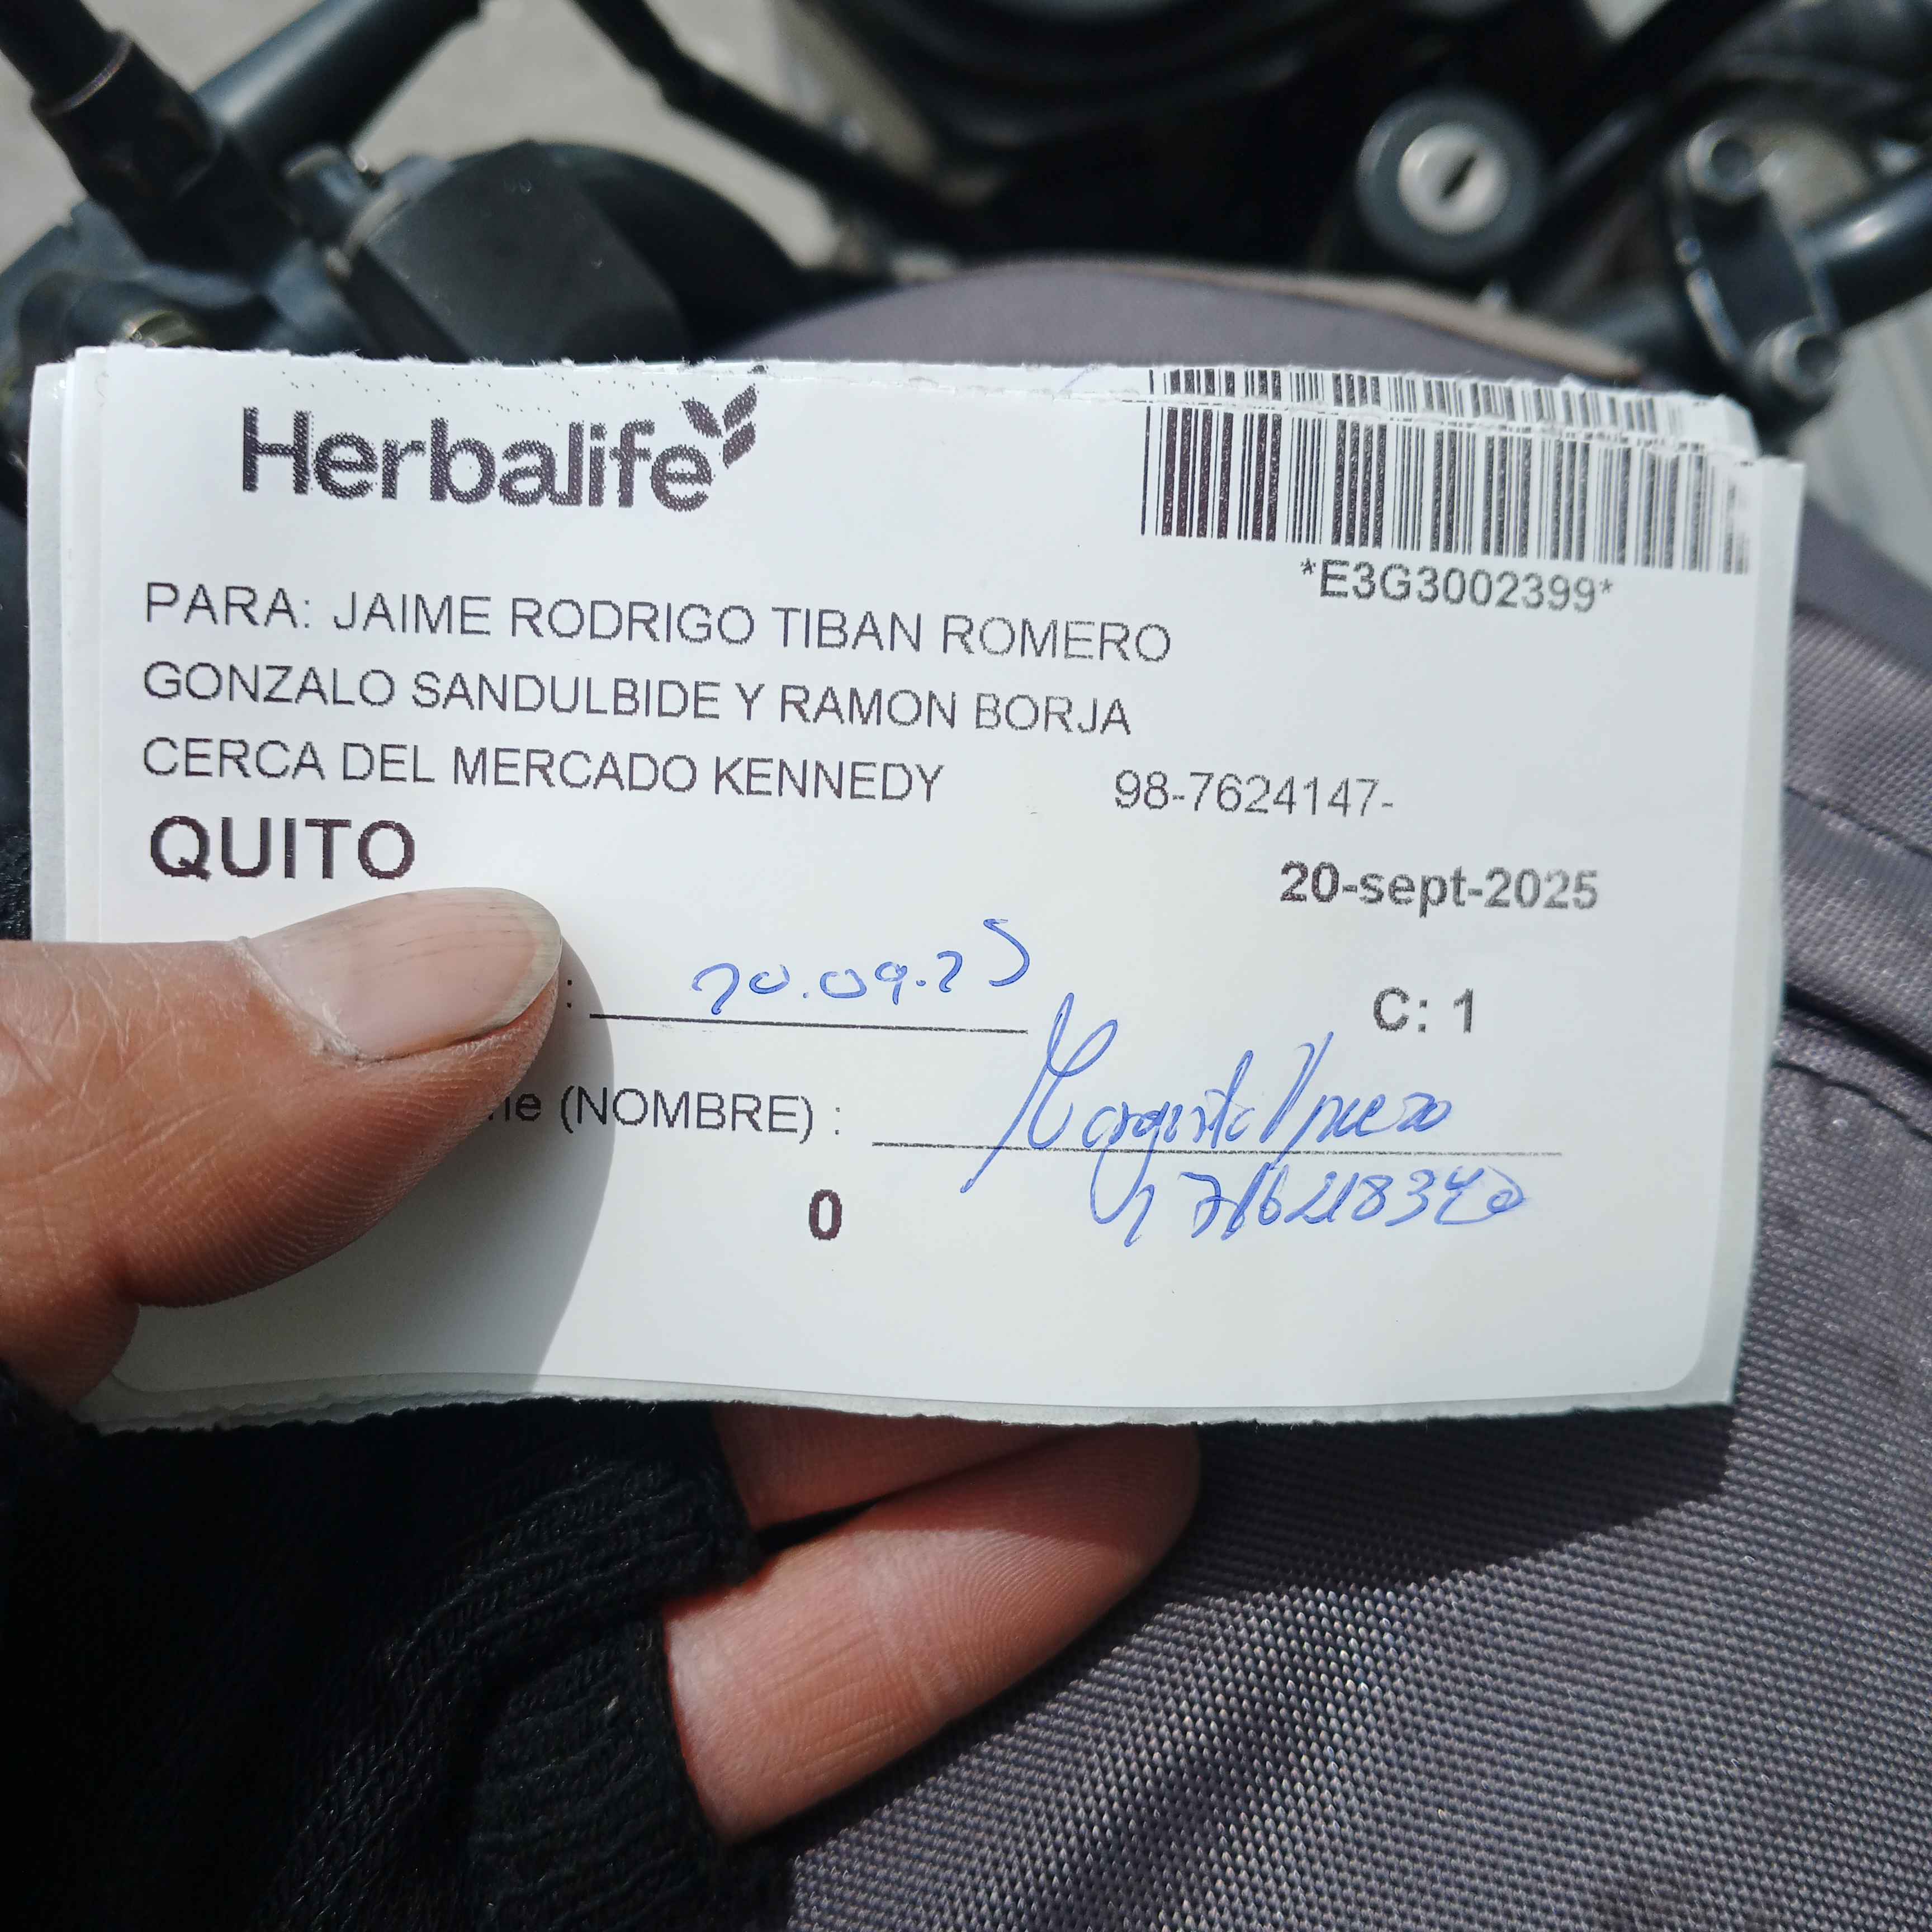 Herbalife
*E3G3002399*
PARA: JAIME RODRIGO TIBAN ROMERO
GONZALO SANDULBIDE Y RAMON BORJA
CERCA DEL MERCADO KENNEDY 98-7624147-
QUITO
20-sept-2025
: 20.09.25
C: 1
(NOMBRE) :
0